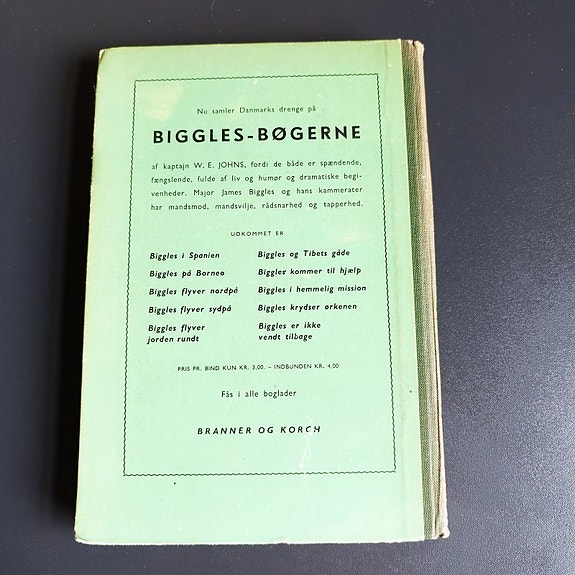 Nu samler Danmarks drenge på
BIGGLES-BØGERNE
af kaptajn W. E. JOHNS, fordi de både er spændende,
fængslende, fulde af liv og humør og dramatiske begi-
venheder. Major James Biggles og hans kammerater
har mandsmod, mandsvilje, rådsnarhed og tapperhed.
UDKOMMET ER
Biggles i Spanien
Biggles på Borneo
Biggles flyver nordpå
Biggles flyver sydpå
Biggles flyver
jorden rundt
Biggles og Tibets gåde
Biggles kommer til hjælp
Biggles i hemmelig mission
Biggles krydser ørkenen
Biggles er ikke
vendt tilbage
PRIS PR. BIND KUN KR. 3,00. – INDBUNDEN KR. 4,00
Fås i alle boglader
BRANNER OG KORCH